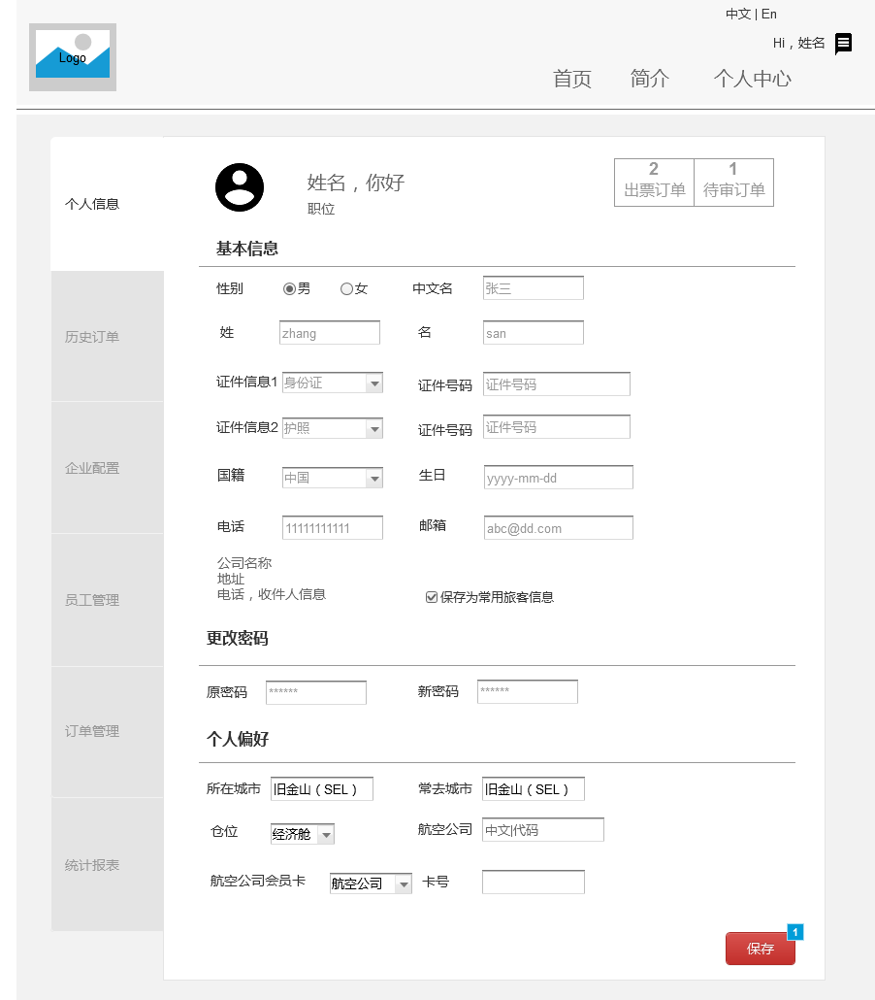 中文 | En
Hi，姓名
Logo
首页 简介 个人中心
个人信息
历史订单
企业配置
员工管理
订单管理
统计报表
姓名，你好
职位
2 出票订单
1 待审订单
基本信息
性别 男 女 中文名 张三
姓 zhang 名 san
证件信息1 身份证 证件号码 证件号码
证件信息2 护照 证件号码 证件号码
国籍 中国 生日 yyyy-mm-dd
电话 11111111111 邮箱 abc@dd.com
公司名称
地址
电话，收件人信息
保存为常用旅客信息
更改密码
原密码 ****** 新密码 ******
个人偏好
所在城市 旧金山（SEL） 常去城市 旧金山（SEL）
仓位 经济舱 航空公司 中文|代码
航空公司会员卡 航空公司 卡号
1
保存